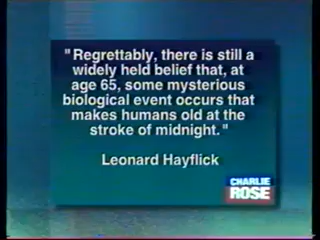 "Regrettably, there is still a
widely held belief that, at
age 65, some mysterious
biological event occurs that
makes humans old at the
stroke of midnight."
Leonard Hayflick
CHARLIE
ROSE